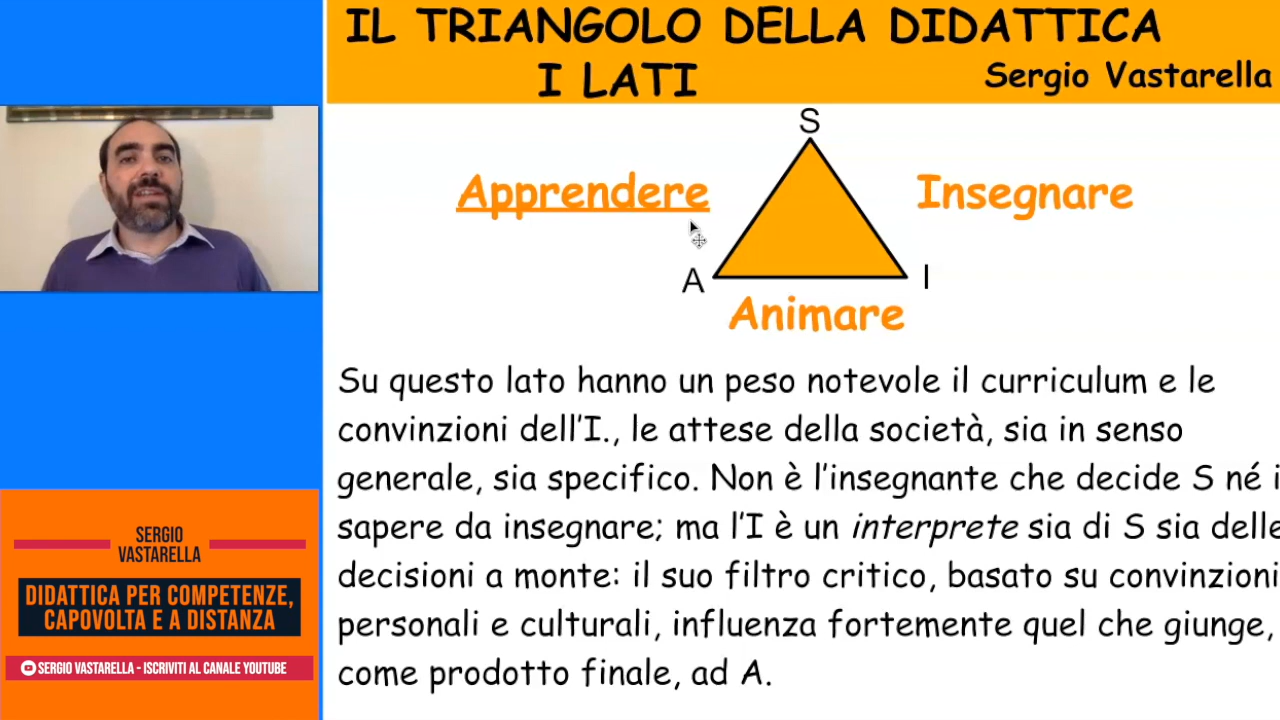 IL TRIANGOLO DELLA DIDATTICA
I LATI
Sergio Vastarella
S
Apprendere
Insegnare
A
I
Animare
Su questo lato hanno un peso notevole il curriculum e le
convinzioni dell'I., le attese della società, sia in senso
generale, sia specifico. Non è l'insegnante che decide S né i
sapere da insegnare; ma l'I è un interprete sia di S sia delle
decisioni a monte: il suo filtro critico, basato su convinzioni
personali e culturali, influenza fortemente quel che giunge,
come prodotto finale, ad A.
SERGIO
VASTARELLA
DIDATTICA PER COMPETENZE,
CAPOVOLTA E A DISTANZA
SERGIO VASTARELLA - ISCRIVITI AL CANALE YOUTUBE